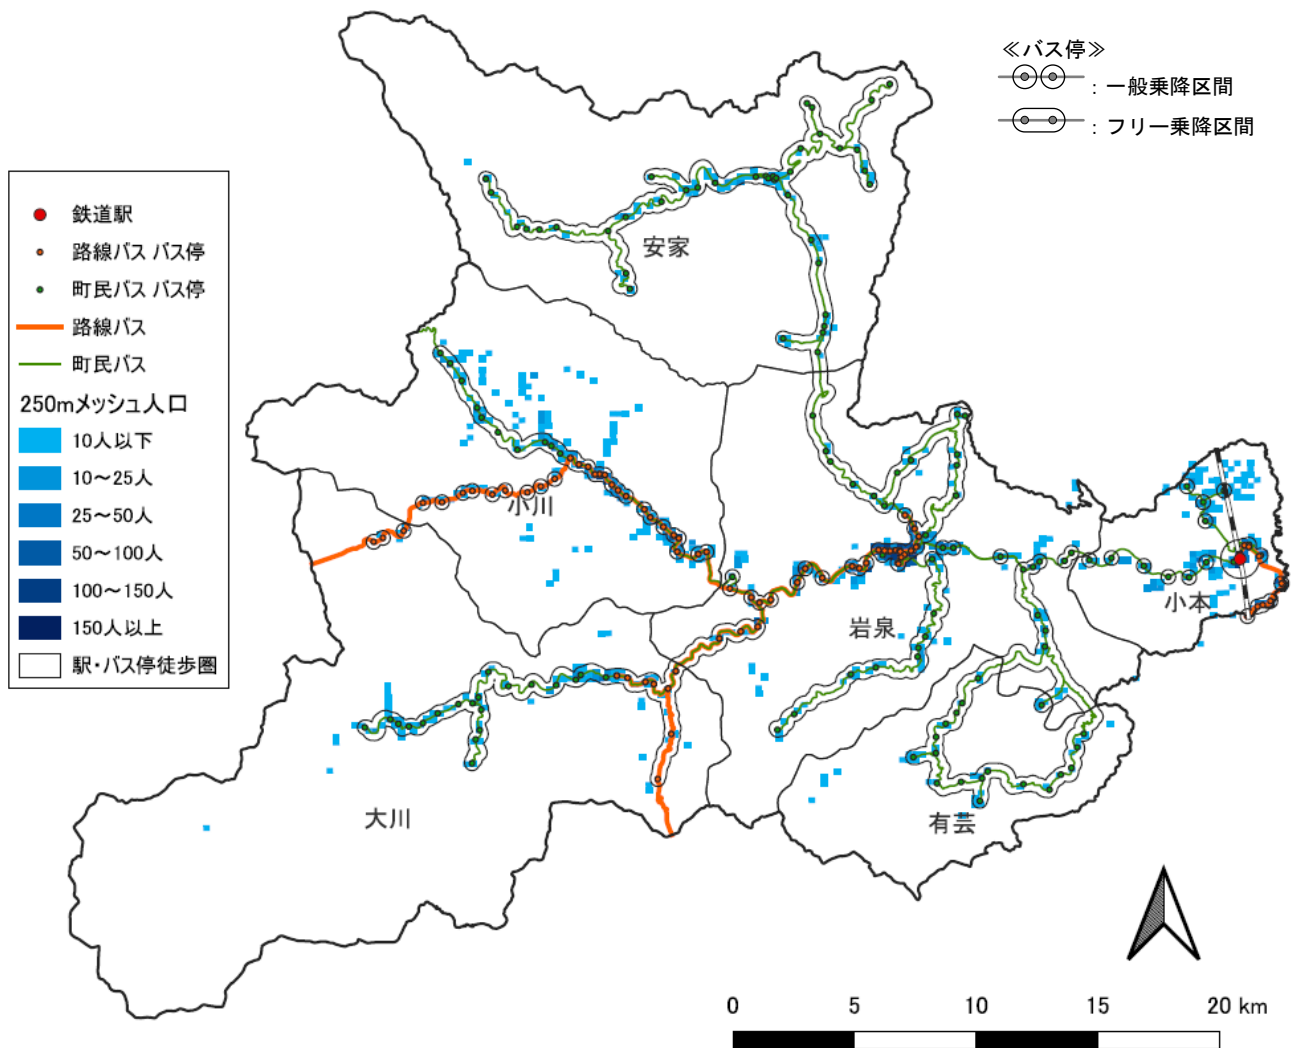 ≪バス停≫
：一般乗降区間
：フリー乗降区間
鉄道駅
路線バス バス停
町民バス バス停
路線バス
町民バス
250mメッシュ人口
10人以下
10～25人
25～50人
50～100人
100～150人
150人以上
駅・バス停徒歩圏
安家
小川
小本
岩泉
大川
有芸
0 5 10 15 20 km